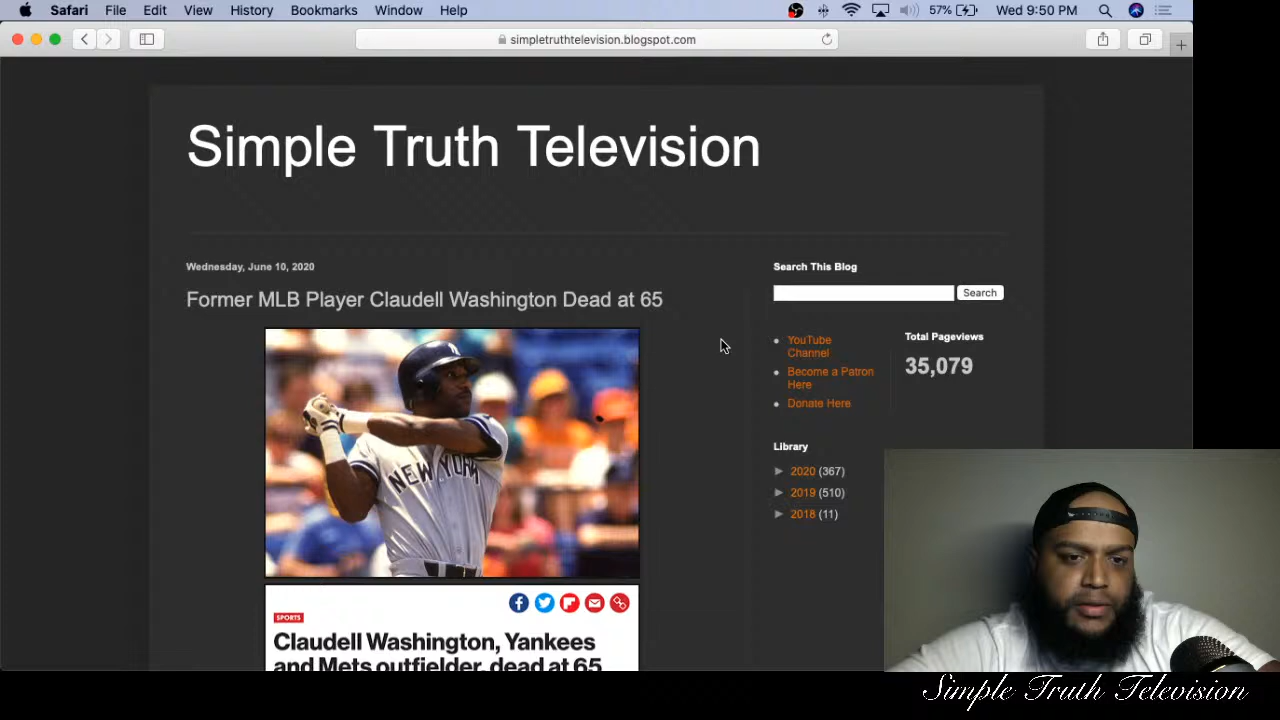 Safari File Edit View History Bookmarks Window Help 57% Wed 9:50 PM
simpletruthtelevision.blogspot.com
Simple Truth Television
Wednesday, June 10, 2020
Former MLB Player Claudell Washington Dead at 65
NEW YORK
SPORTS
Claudell Washington, Yankees
and Mets outfielder, dead at 65
Search This Blog
Search
YouTube
Channel
Become a Patron
Here
Donate Here
Total Pageviews
35,079
Library
► 2020 (367)
► 2019 (510)
► 2018 (11)
Simple Truth Television